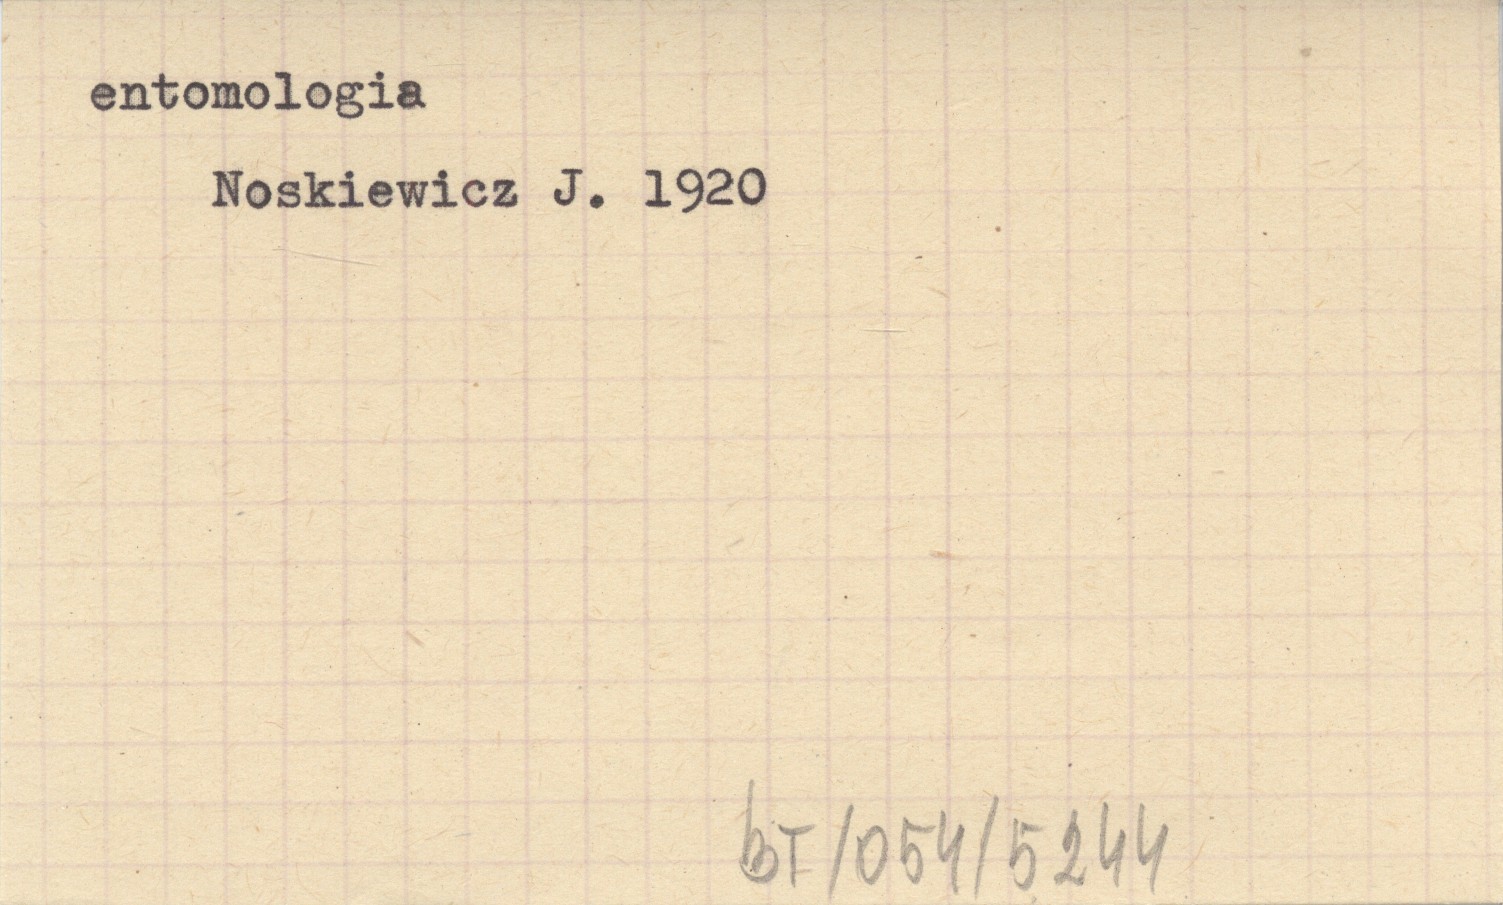 entomologia
Noskiewicz J. 1920
BT/054/5244